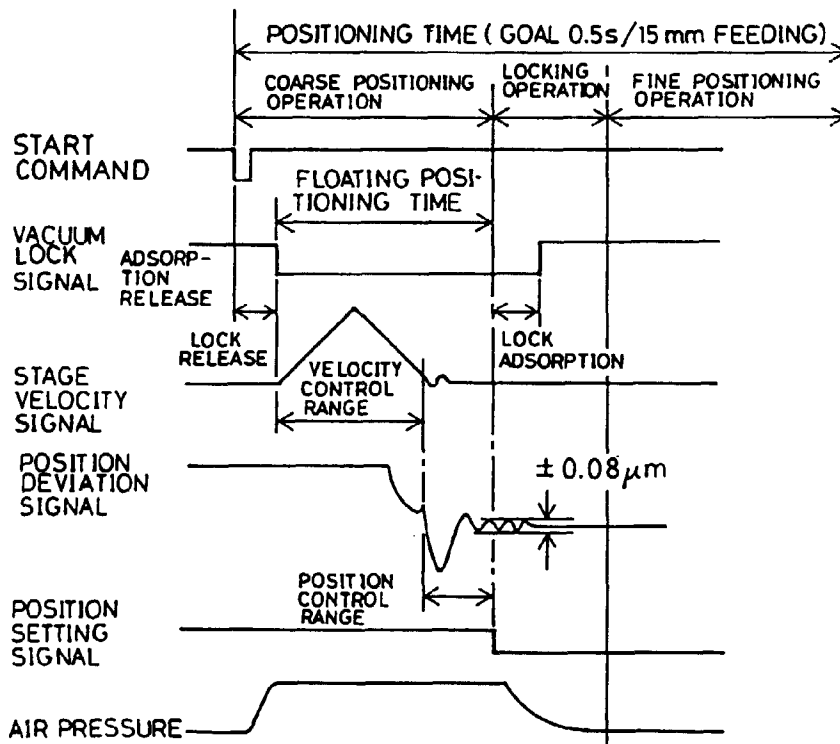 POSITIONING TIME ( GOAL 0.5s/15 mm FEEDING)
COARSE POSITIONING
OPERATION
LOCKING
OPERATION
FINE POSITIONING
OPERATION
START
COMMAND
FLOATING POSI-
TIONING TIME
VACUUM
LOCK
SIGNAL
ADSORP-
TION
RELEASE
LOCK
RELEASE
LOCK
ADSORPTION
STAGE
VELOCITY
SIGNAL
VELOCITY
CONTROL
RANGE
POSITION
DEVIATION
SIGNAL
± 0.08 μm
POSITION
CONTROL
RANGE
POSITION
SETTING
SIGNAL
AIR PRESSURE